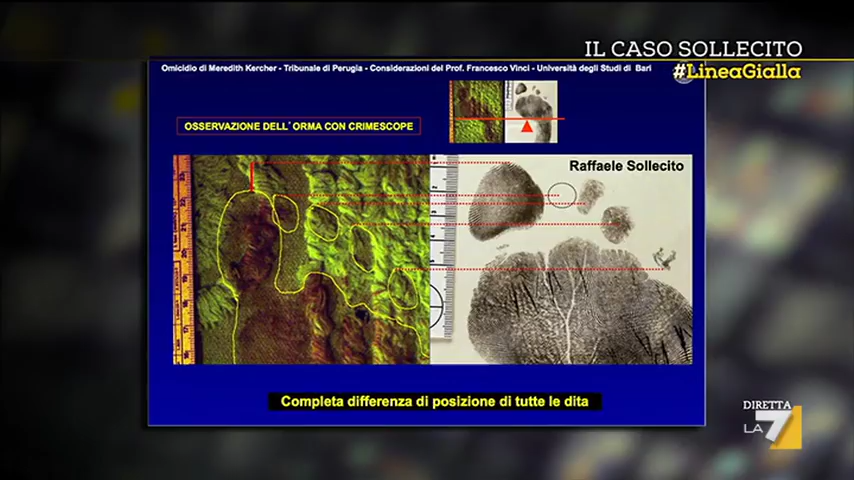 IL CASO SOLLECITO
#LineaGialla
Omicidio di Meredith Kercher - Tribunale di Perugia - Considerazioni del Prof. Francesco Vinci - Università degli Studi di Bari
OSSERVAZIONE DELL'ORMA CON CRIMESCOPE
Raffaele Sollecito
Completa differenza di posizione di tutte le dita
DIRETTA
LA7